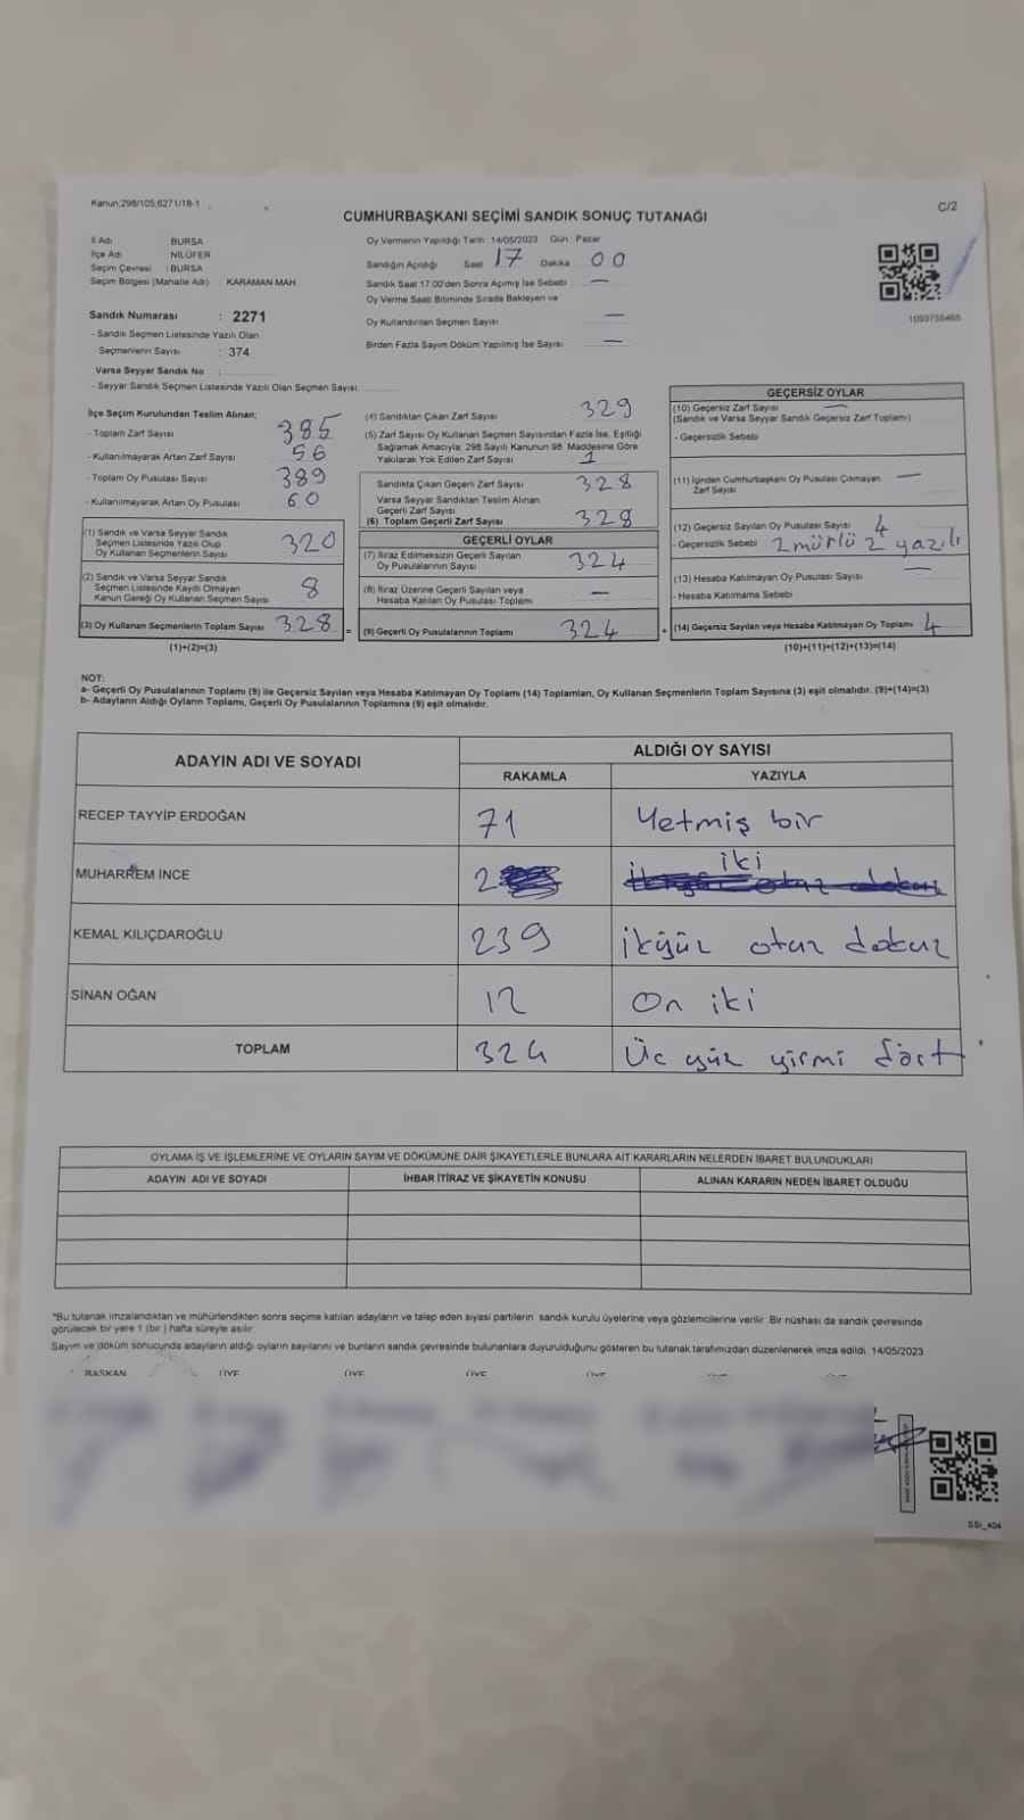 Kanun:298/105,6271/18-1
C/2
CUMHURBAŞKANI SEÇİMİ SANDIK SONUÇ TUTANAĞI
İl Adı BURSA
İlçe Adı NİLÜFER
Seçim Çevresi : BURSA
Seçim Bölgesi (Mahalle Adı) KARAMAN MAH.
Sandık Numarası : 2271
- Sandık Seçmen Listesinde Yazılı Olan
Seçmenlerin Sayısı : 374
Varsa Seyyar Sandık No :
- Seyyar Sandık Seçmen Listesinde Yazılı Olan Seçmen Sayısı
Oy Vermenin Yapıldığı Tarih : 14/05/2023 Gün : Pazar
Sandığın Açıldığı Saat 17 Dakika 00
Sandık Saat 17:00'den Sonra Açımış İse Sebebi —
Oy Verme Saati Bitiminde Sırada Bekleyen ve
Oy Kullandırılan Seçmen Sayısı —
Birden Fazla Sayım Döküm Yapılmış İse Sayısı —
İlçe Seçim Kurulundan Teslim Alınan;
- Toplam Zarf Sayısı 385
- Kullanılmayarak Artan Zarf Sayısı 56
- Toplam Oy Pusulası Sayısı 389
- Kullanılmayarak Artan Oy Pusulası 60
(1) Sandık ve Varsa Seyyar Sandık
Seçmen Listesinde Yazılı Olup
Oy Kullanan Seçmenlerin Sayısı 320
(2) Sandık ve Varsa Seyyar Sandık
Seçmen Listesinde Kayıtlı Olmayan
Kanun Gereği Oy Kullanan Seçmen Sayısı 8
(3) Oy Kullanan Seçmenlerin Toplam Sayısı 328
(1)+(2)=(3)
(4) Sandıktan Çıkan Zarf Sayısı 329
(5) Zarf Sayısı Oy Kullanan Seçmen Sayısından Fazla İse, Eşitliği
Sağlamak Amacıyla; 298 Sayılı Kanunun 98. Maddesine Göre
Yakılarak Yok Edilen Zarf Sayısı 1
Sandıkta Çıkan Geçerli Zarf Sayısı 328
Varsa Seyyar Sandıktan Teslim Alınan
Geçerli Zarf Sayısı
(6) Toplam Geçerli Zarf Sayısı 328
GEÇERLİ OYLAR
(7) İtiraz Edilmeksizin Geçerli Sayılan
Oy Pusulalarının Sayısı 324
(8) İtiraz Üzerine Geçerli Sayılan veya
Hesaba Katılan Oy Pusulası Toplamı —
= (9) Geçerli Oy Pusulalarının Toplamı 324
GEÇERSİZ OYLAR
(10) Geçersiz Zarf Sayısı —
(Sandık ve Varsa Seyyar Sandık Geçersiz Zarf Toplamı)
- Geçersizlik Sebebi
(11) İçinden Cumhurbaşkanı Oy Pusulası Çıkmayan —
Zarf Sayısı
(12) Geçersiz Sayılan Oy Pusulası Sayısı 4
- Geçersizlik Sebebi 2 mürlü 2 yazılı
(13) Hesaba Katılmayan Oy Pusulası Sayısı —
- Hesaba Katılmama Sebebi
+ (14) Geçersiz Sayılan veya Hesaba Katılmayan Oy Toplamı 4
(10)+(11)+(12)+(13)=(14)
NOT:
a- Geçerli Oy Pusulalarının Toplamı (9) ile Geçersiz Sayılan veya Hesaba Katılmayan Oy Toplamı (14) Toplamları, Oy Kullanan Seçmenlerin Toplam Sayısına (3) eşit olmalıdır. (9)+(14)=(3)
b- Adayların Aldığı Oyların Toplamı, Geçerli Oy Pusulalarının Toplamına (9) eşit olmalıdır.
ADAYIN ADI VE SOYADI ALDIĞI OY SAYISI
RAKAMLA YAZIYLA
RECEP TAYYİP ERDOĞAN 71 Yetmiş bir
MUHARREM İNCE 2 iki
KEMAL KILIÇDAROĞLU 239 ikiyüz otuz dokuz
SİNAN OĞAN 12 On iki
TOPLAM 324 Üç yüz yirmi dört
OYLAMA İŞ VE İŞLEMLERİNE VE OYLARIN SAYIM VE DÖKÜMÜNE DAİR ŞİKAYETLERLE BUNLARA AİT KARARLARIN NELERDEN İBARET BULUNDUKLARI
ADAYIN ADI VE SOYADI İHBAR İTİRAZ VE ŞİKAYETİN KONUSU ALINAN KARARIN NEDEN İBARET OLDUĞU
*Bu tutanak imzalandıktan ve mühürlendikten sonra seçime katılan adayların ve talep eden siyasi partilerin sandık kurulu üyelerine veya gözlemcilerine verilir. Bir nüshası da sandık çevresinde
görülecek bir yere 1 (bir) hafta süreyle asılır.
Sayım ve döküm sonucunda adayların aldığı oyların sayılarını ve bunların sandık çevresinde bulunanlara duyurulduğunu gösteren bu tutanak tarafımızdan düzenlenerek imza edildi. 14/05/2023
BAŞKAN ÜYE ÜYE ÜYE ÜYE